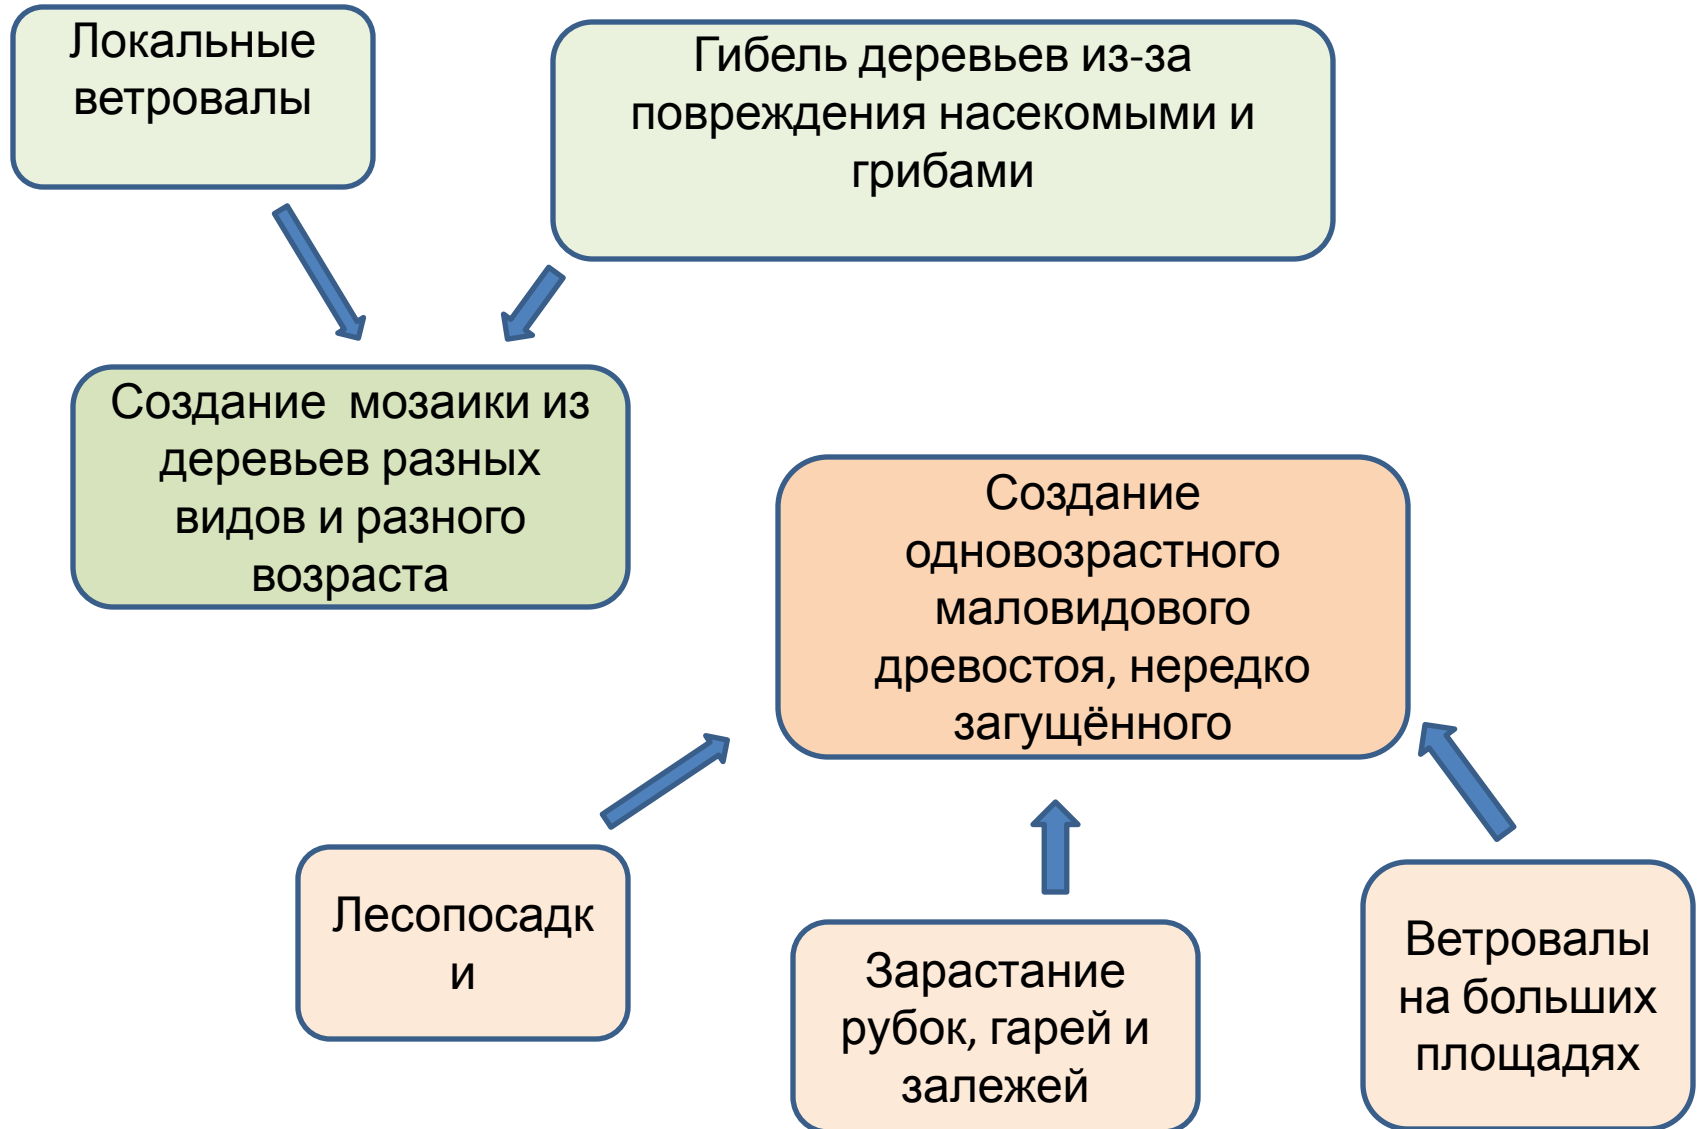 Локальные
ветровалы
Гибель деревьев из-за
повреждения насекомыми и
грибами
Создание мозаики из
деревьев разных
видов и разного
возраста
Создание
одновозрастного
маловидового
древостоя, нередко
загущённого
Лесопосадк
и
Зарастание
рубок, гарей и
залежей
Ветровалы
на больших
площадях